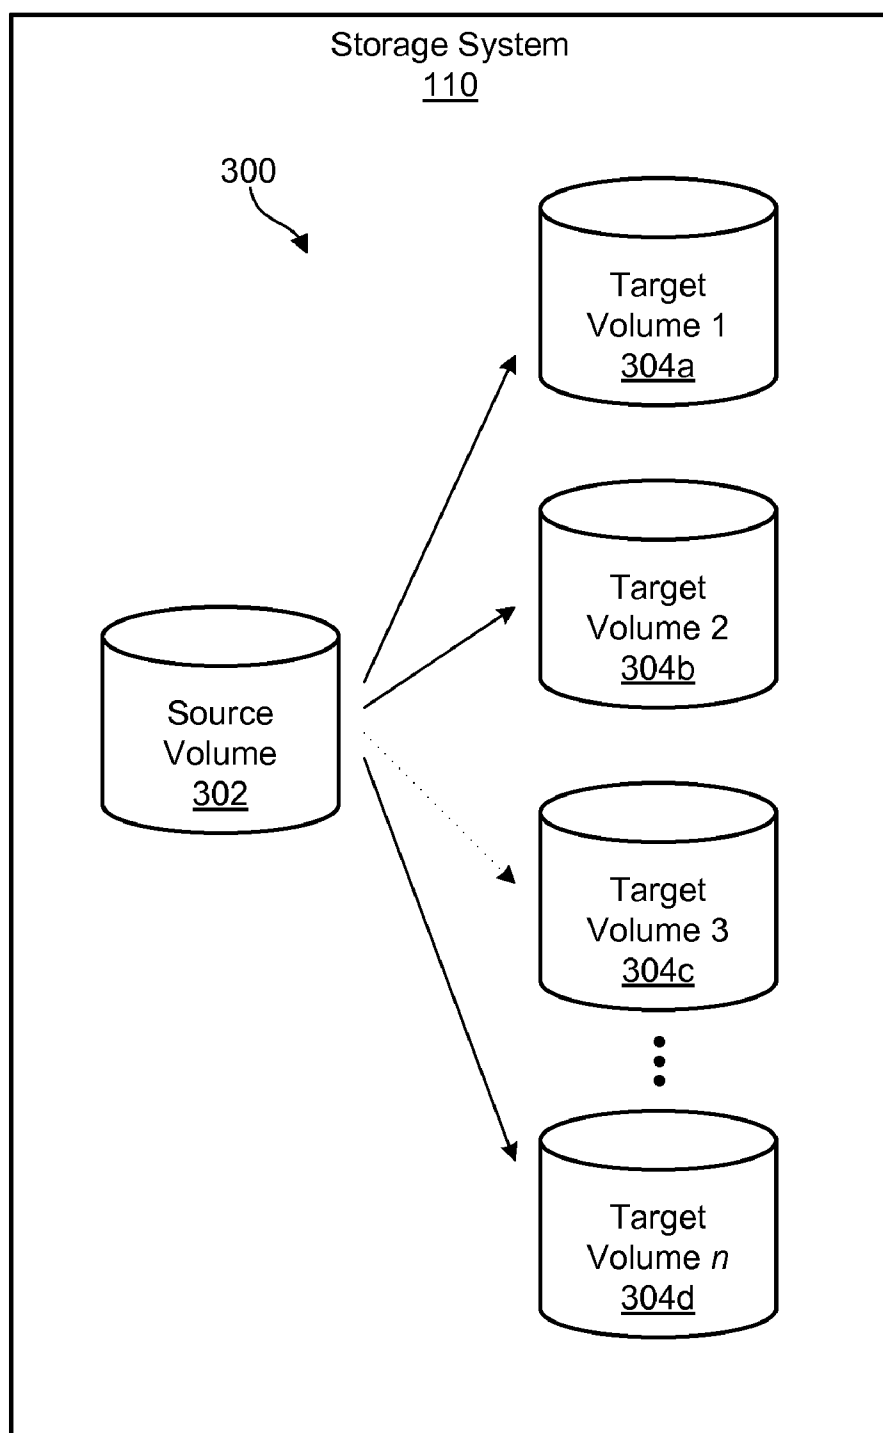 Storage System
110
300
Target
Volume 1
304a
Target
Volume 2
304b
Source
Volume
302
Target
Volume 3
304c
Target
Volume n
304d